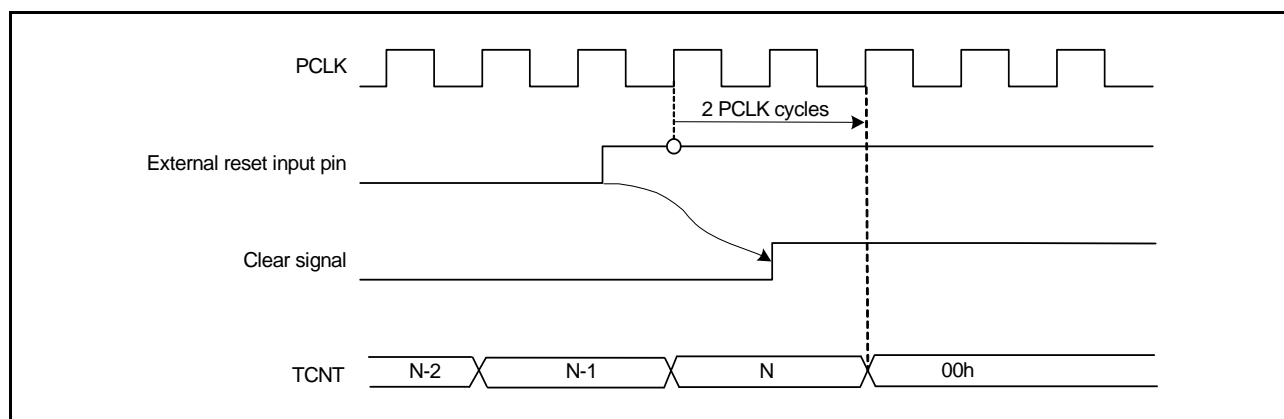 PCLK
2 PCLK cycles
External reset input pin
Clear signal
TCNT N-2 N-1 N 00h